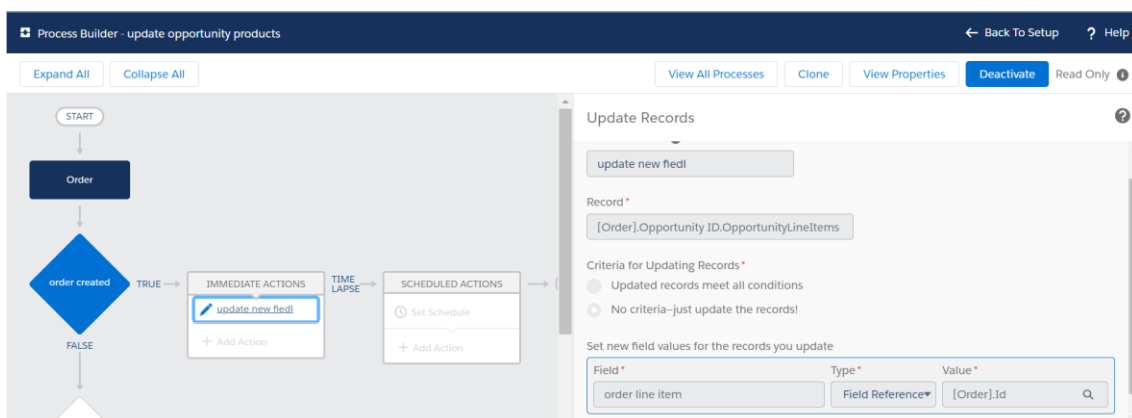 Process Builder - update opportunity products
Back To Setup
? Help
Expand All
Collapse All
View All Processes
Clone
View Properties
Deactivate
Read Only
START
Order
order created
TRUE
IMMEDIATE ACTIONS
update new fiedl
+ Add Action
TIME
LAPSE
SCHEDULED ACTIONS
Set Schedule
+ Add Action
FALSE
Update Records
update new fiedl
Record*
[Order].Opportunity ID.OpportunityLineItems
Criteria for Updating Records*
Updated records meet all conditions
No criteria—just update the records!
Set new field values for the records you update
Field* Type* Value*
order line item Field Reference [Order].Id